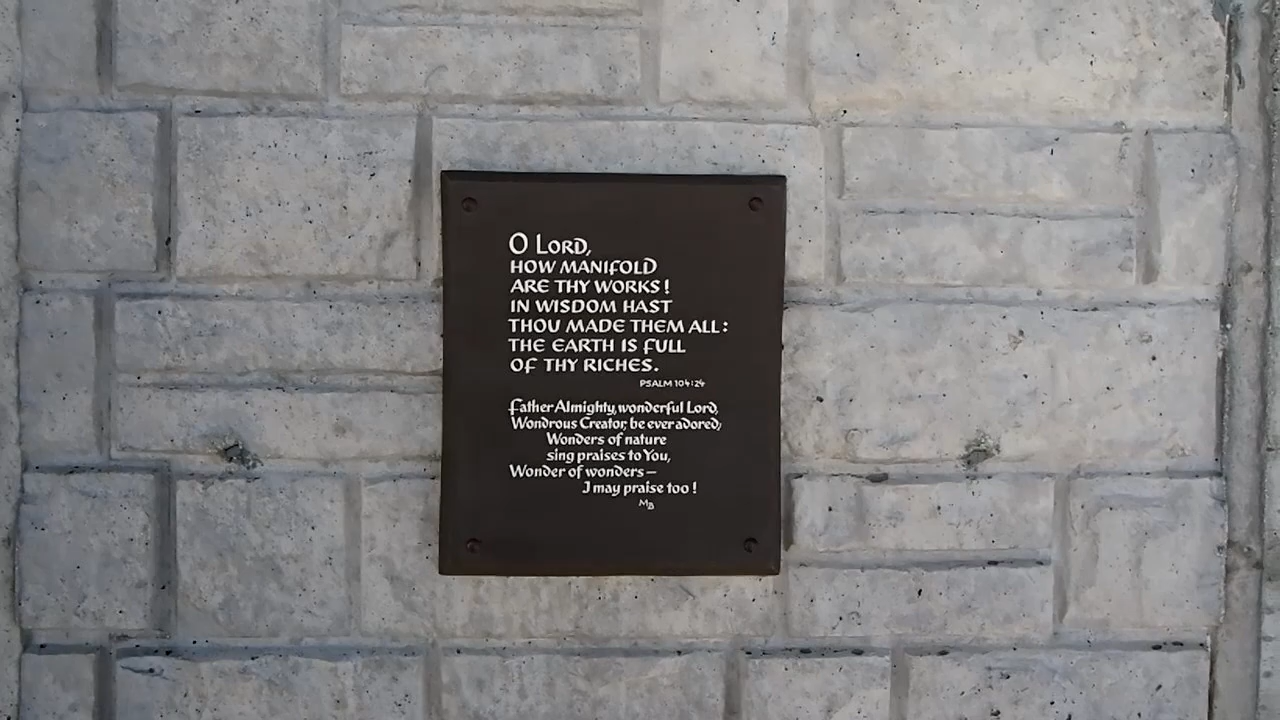 O LORD,
HOW MANIFOLD
ARE THY WORKS!
IN WISDOM HAST
THOU MADE THEM ALL:
THE EARTH IS FULL
OF THY RICHES.
PSALM 104:24
Father Almighty, wonderful Lord,
Wondrous Creator, be ever adored;
Wonders of nature
sing praises to You,
Wonder of wonders—
I may praise too!
MB